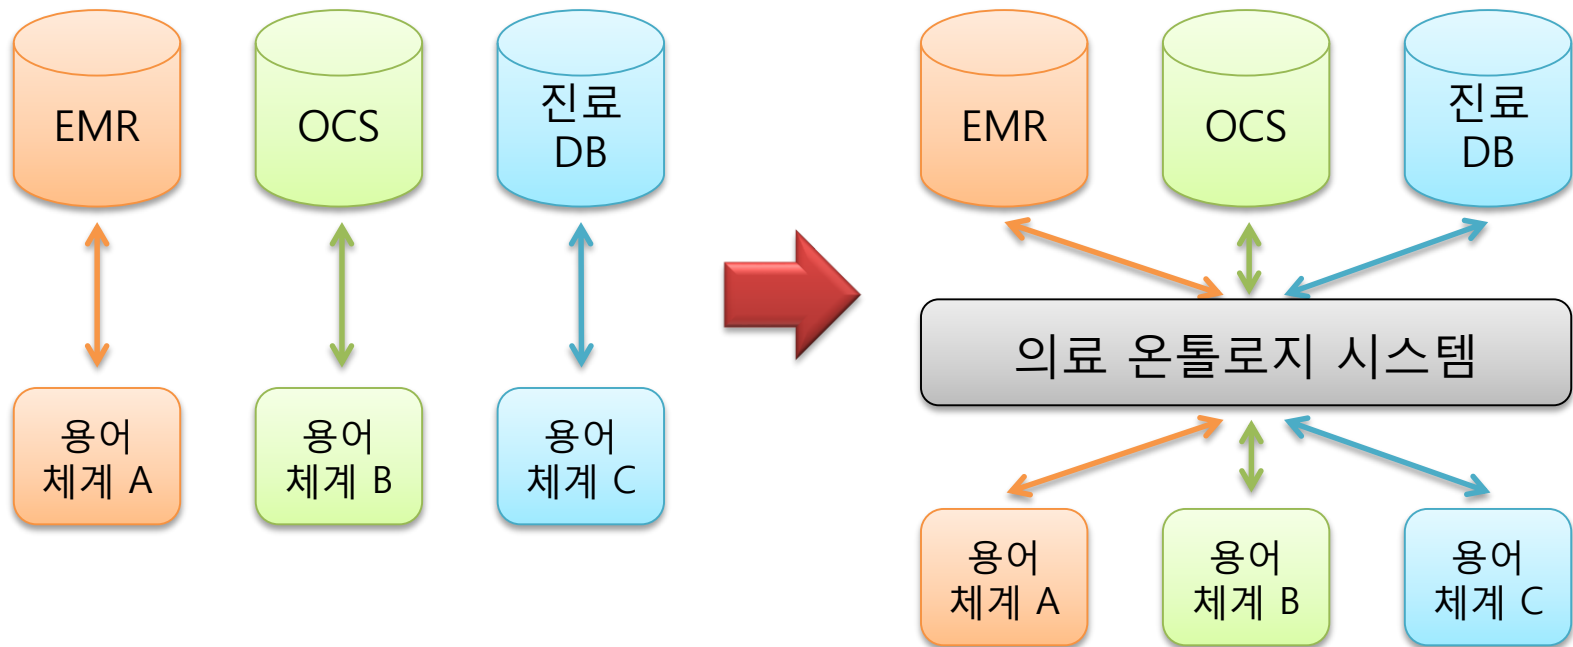 EMR
OCS
진료
DB
용어
체계 A
용어
체계 B
용어
체계 C
EMR
OCS
진료
DB
의료 온톨로지 시스템
용어
체계 A
용어
체계 B
용어
체계 C